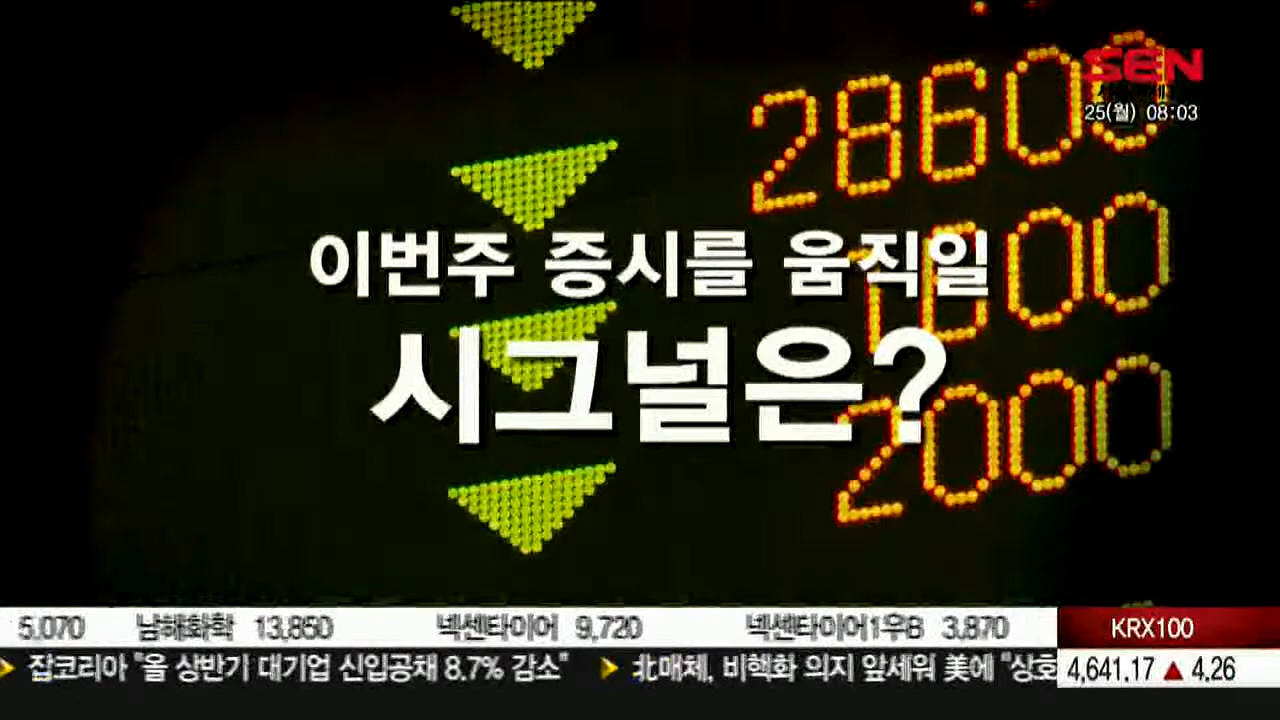 28600
SEN
25(월) 08:03
이번주 증시를 움직일
1600
시그널은?
2000
5.070 남해화학 13,850 넥센타이어 9,720 넥센타이어1우B 3,870 KRX100
잡코리아 "올 상반기 대기업 신입공채 8.7% 감소" 北매체, 비핵화 의지 앞세워 美에 "상호
4,641.17 ▲ 4.26